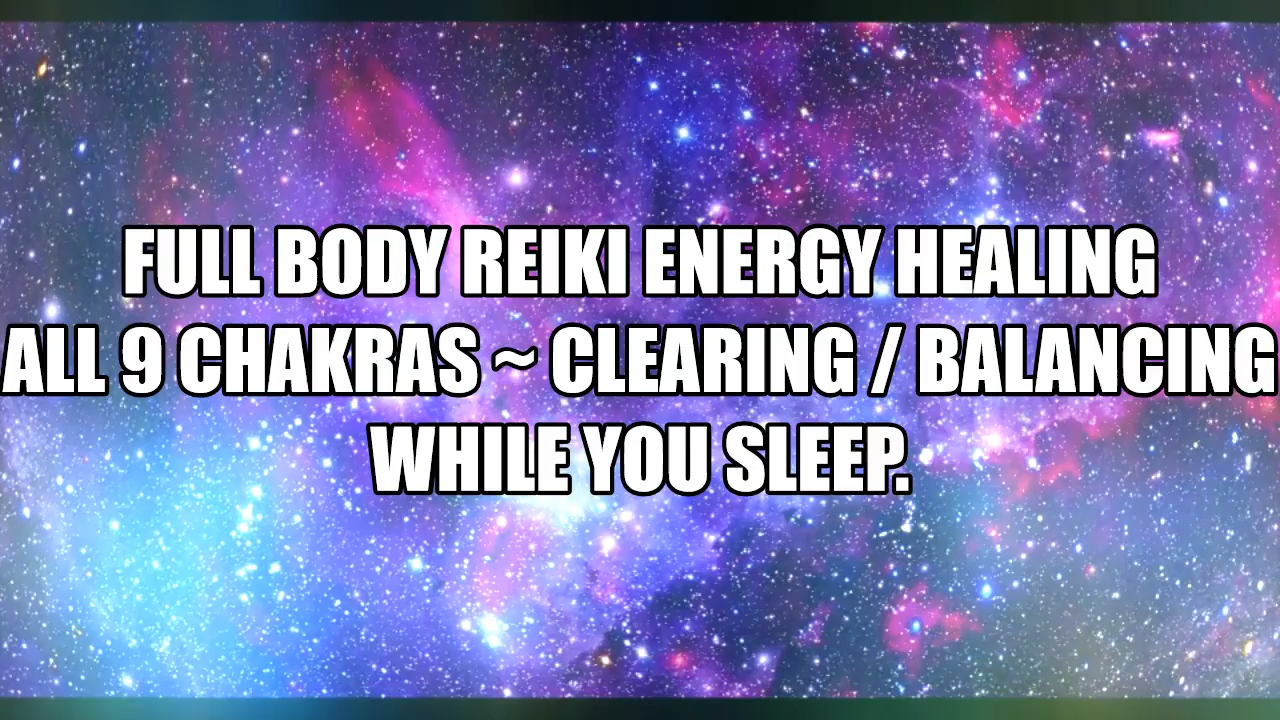 FULL BODY REIKI ENERGY HEALING
ALL 9 CHAKRAS ~ CLEARING / BALANCING
WHILE YOU SLEEP.